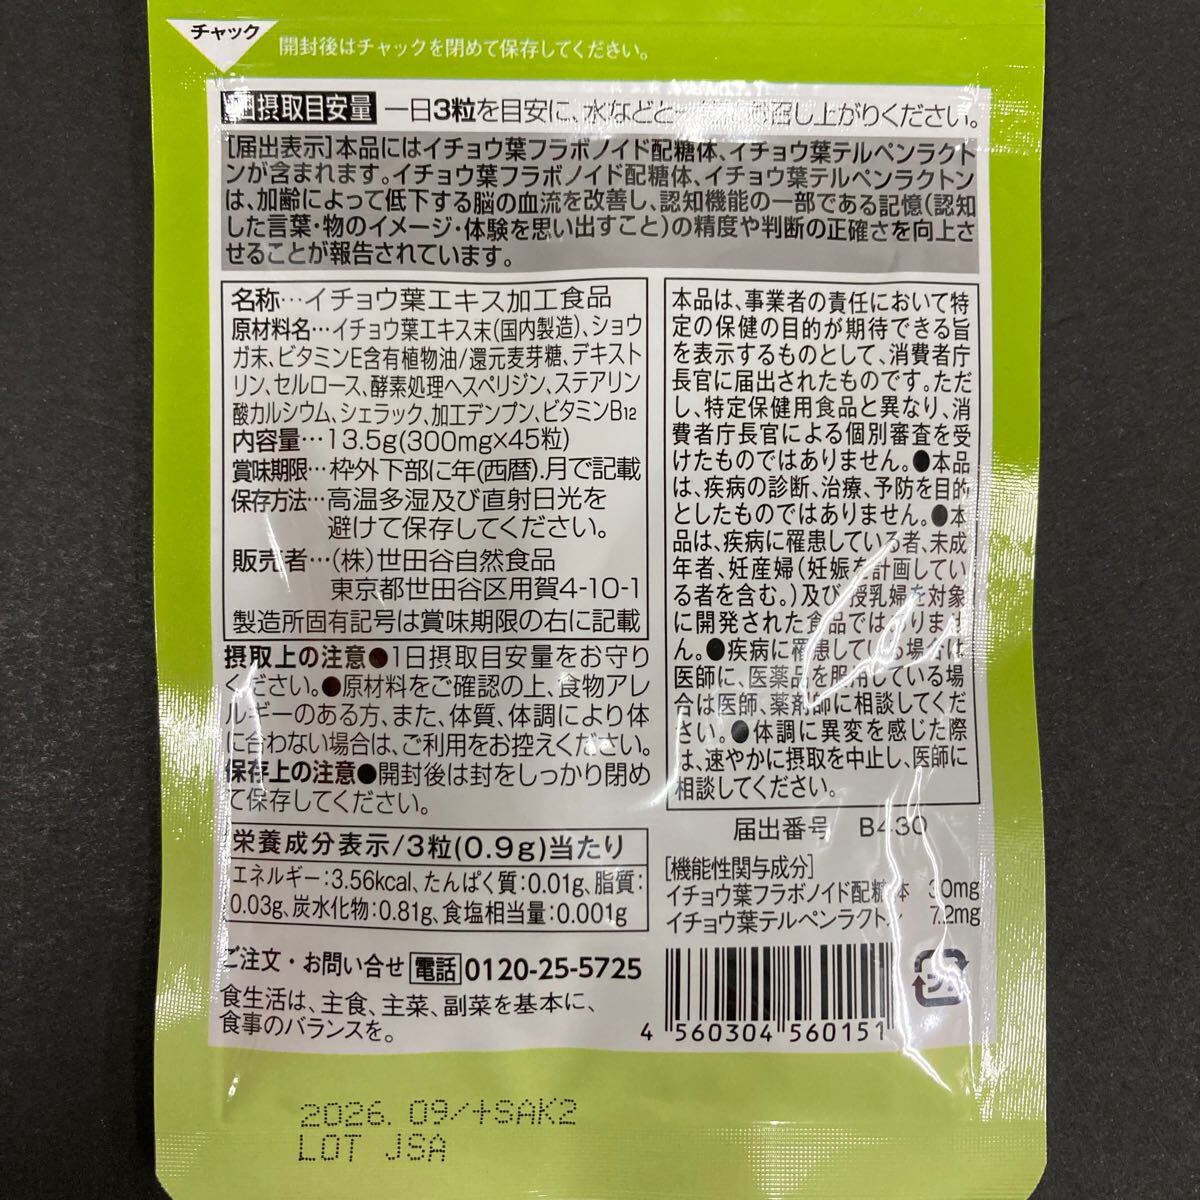 チャック
開封後はチャックを閉めて保存してください。
摂取目安量 一日3粒を目安に、水などと 召し上がりください。
[届出表示]本品にはイチョウ葉フラボノイド配糖体、イチョウ葉テルペンラクト
ンが含まれます。イチョウ葉フラボノイド配糖体、イチョウ葉テルペンラクトン
は、加齢によって低下する脳の血流を改善し、認知機能の一部である記憶(認知
した言葉・物のイメージ・体験を思い出すこと)の精度や判断の正確さを向上さ
せることが報告されています。
名称…イチョウ葉エキス加工食品
原材料名…イチョウ葉エキス末(国内製造)、ショウ
ガ末、ビタミンE含有植物油/還元麦芽糖、デキスト
リン、セルロース、酵素処理ヘスペリジン、ステアリン
酸カルシウム、シェラック、加工デンプン、ビタミンB12
内容量…13.5g(300mg×45粒)
賞味期限…枠外下部に年(西暦).月で記載
保存方法…高温多湿及び直射日光を
避けて保存してください。
販売者…(株)世田谷自然食品
東京都世田谷区用賀4-10-1
製造所固有記号は賞味期限の右に記載
摂取上の注意●1日摂取目安量をお守り
ください。●原材料をご確認の上、食物アレ
ルギーのある方、また、体質、体調により体
に合わない場合は、ご利用をお控えください。
保存上の注意●開封後は封をしっかり閉め
て保存してください。
栄養成分表示/3粒(0.9g)当たり
エネルギー:3.56kcal、たんぱく質:0.01g、脂質:
0.03g、炭水化物:0.81g、食塩相当量:0.001g
ご注文・お問い合せ 電話 0120-25-5725
食生活は、主食、主菜、副菜を基本に、
食事のバランスを。
本品は、事業者の責任において特
定の保健の目的が期待できる旨
を表示するものとして、消費者庁
長官に届出されたものです。ただ
し、特定保健用食品と異なり、消
費者庁長官による個別審査を受
けたものではありません。●本品
は、疾病の診断、治療、予防を目的
としたものではありません。●本
品は、疾病に罹患している者、未成
年者、妊産婦(妊娠を計画してい
る者を含む。)及び授乳婦を対象
に開発された食品ではありませ
ん。●疾病に罹患している場合は
医師に、医薬品を服用している場
合は医師、薬剤師に相談してくだ
さい。●体調に異変を感じた際
は、速やかに摂取を中止し、医師に
相談してください。
届出番号 B430
[機能性関与成分]
イチョウ葉フラボノイド配糖体 30mg
イチョウ葉テルペンラクトン 7.2mg
4 560304 560151
プラ
2026.09/+SAK2
LOT JSA